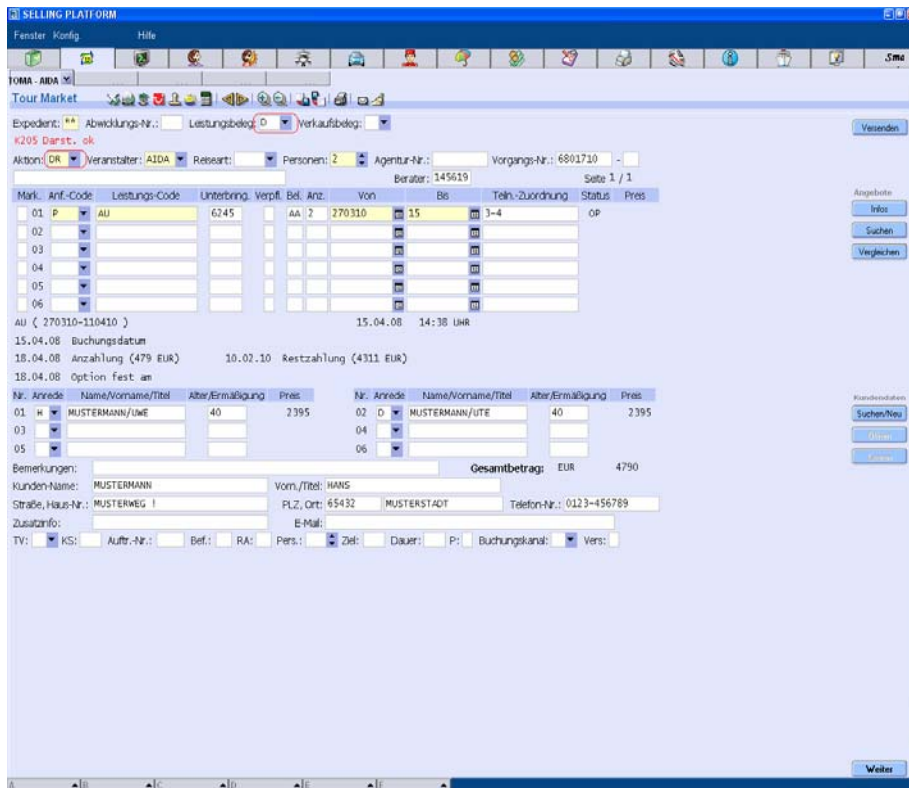 SELLING PLATFORM
Fenster Konfig. Hilfe
Sma
TOMA - AIDA
Tour Market
Expedient: ** Abwicklungs-Nr.: Leistungsbeleg: D Verkaufsbeleg:
Versenden
K205 Darst. ok
Aktion: DR Veranstalter: AIDA Reiseart: Personen: 2 Agentur-Nr.: Vorgangs-Nr.: 6801710 -
Berater: 145619 Seite 1 / 1
Mark. Anf.-Code Leistungs-Code Unterbring. Verpfl. Bel. Anz. Von Bis Teiln.-Zuordnung Status Preis
Angebote
01 P AU 6245 AA 2 270310 15 3-4 OP
Infos
02
Suchen
03
Vergleichen
04
05
06
AU ( 270310-110410 ) 15.04.08 14:38 UHR
15.04.08 Buchungsdatum
18.04.08 Anzahlung (479 EUR) 10.02.10 Restzahlung (4311 EUR)
18.04.08 Option fest am
Nr. Anrede Name/Vorname/Titel Alter/Ermäßigung Preis Nr. Anrede Name/Vorname/Titel Alter/Ermäßigung Preis
Kundendaten
01 H MUSTERMANN/UWE 40 2395 02 D MUSTERMANN/UTE 40 2395
Suchen/Neu
03 04
05 06
Bemerkungen: Gesamtbetrag: EUR 4790
Kunden-Name: MUSTERMANN Vorn./Titel: HANS
Straße, Haus-Nr.: MUSTERWEG 1 PLZ, Ort: 65432 MUSTERSTADT Telefon-Nr.: 0123-456789
Zusatzinfo: E-Mail:
TV: KS: Auftr.-Nr.: Bef.: RA: Pers.: Ziel: Dauer: P: Buchungskanal: Vers:
Weiter
A B C D E F